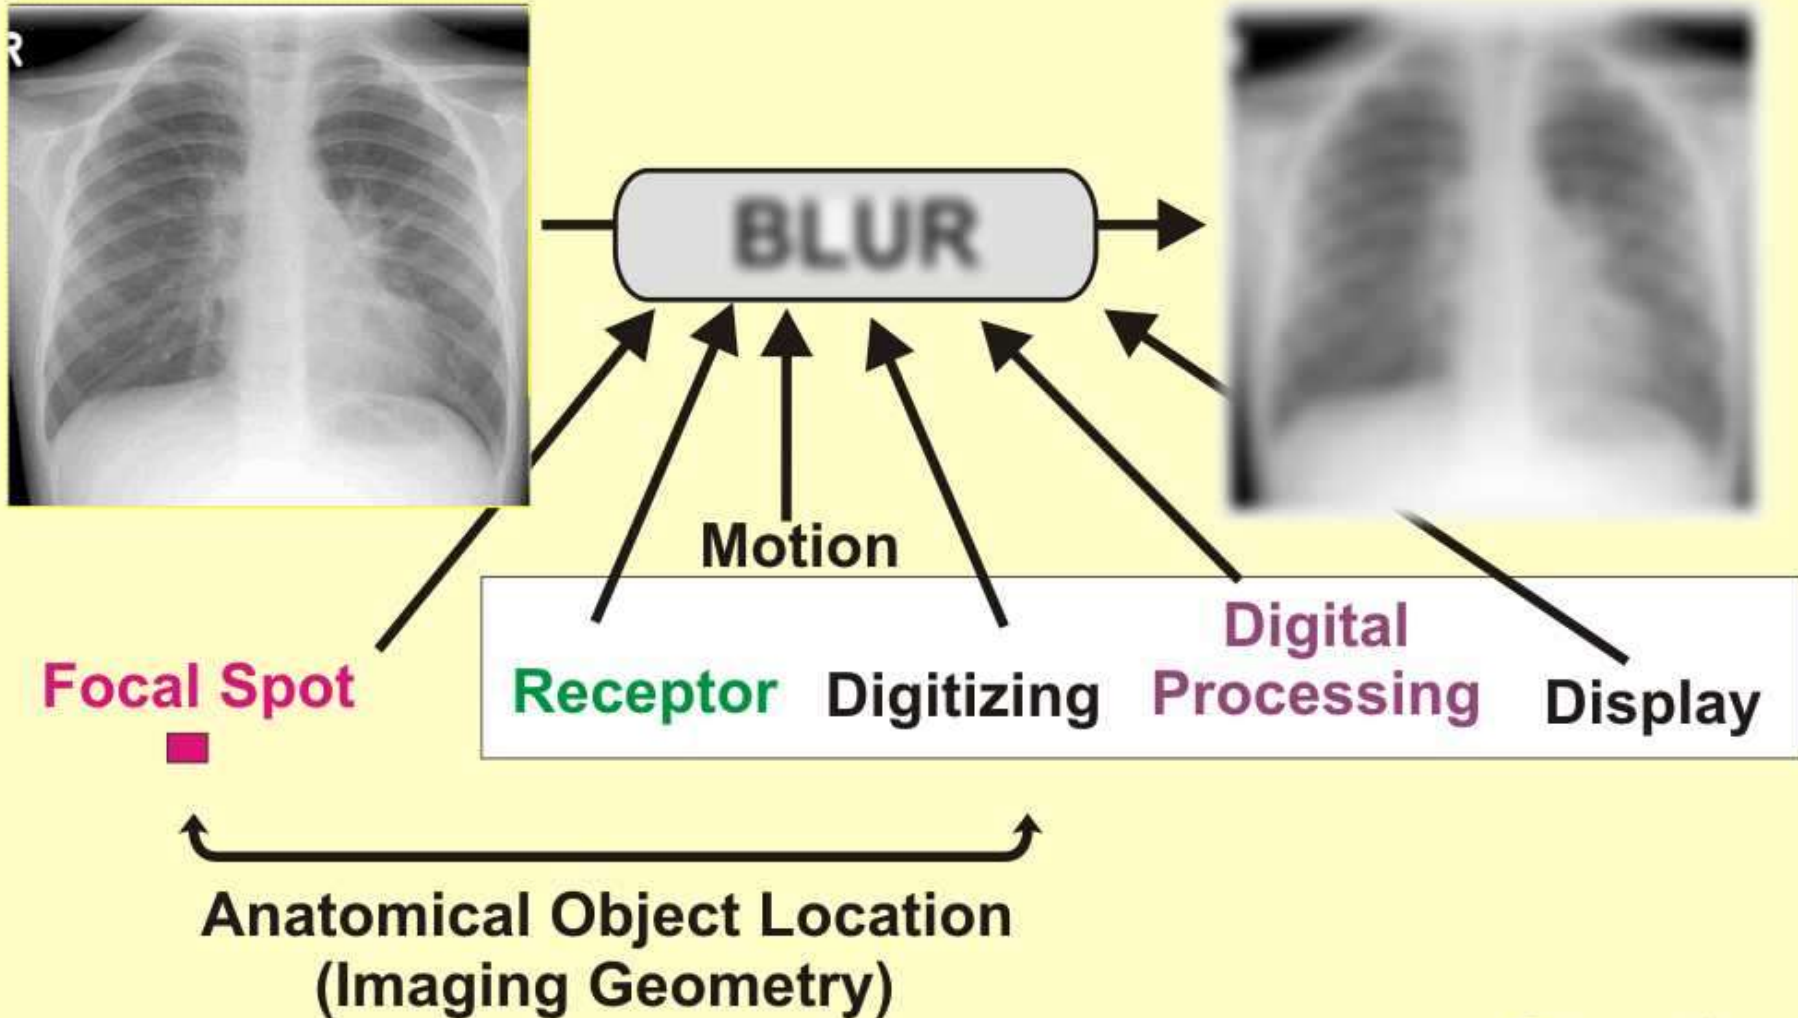 R
BLUR
Motion
Focal Spot
Receptor
Digitizing
Digital
Processing
Display
Anatomical Object Location
(Imaging Geometry)